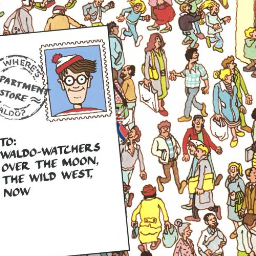 WHERE'S
DEPARTMENT
STORE
WALDO?
TO:
WALDO-WATCHERS
OVER THE MOON,
THE WILD WEST,
NOW